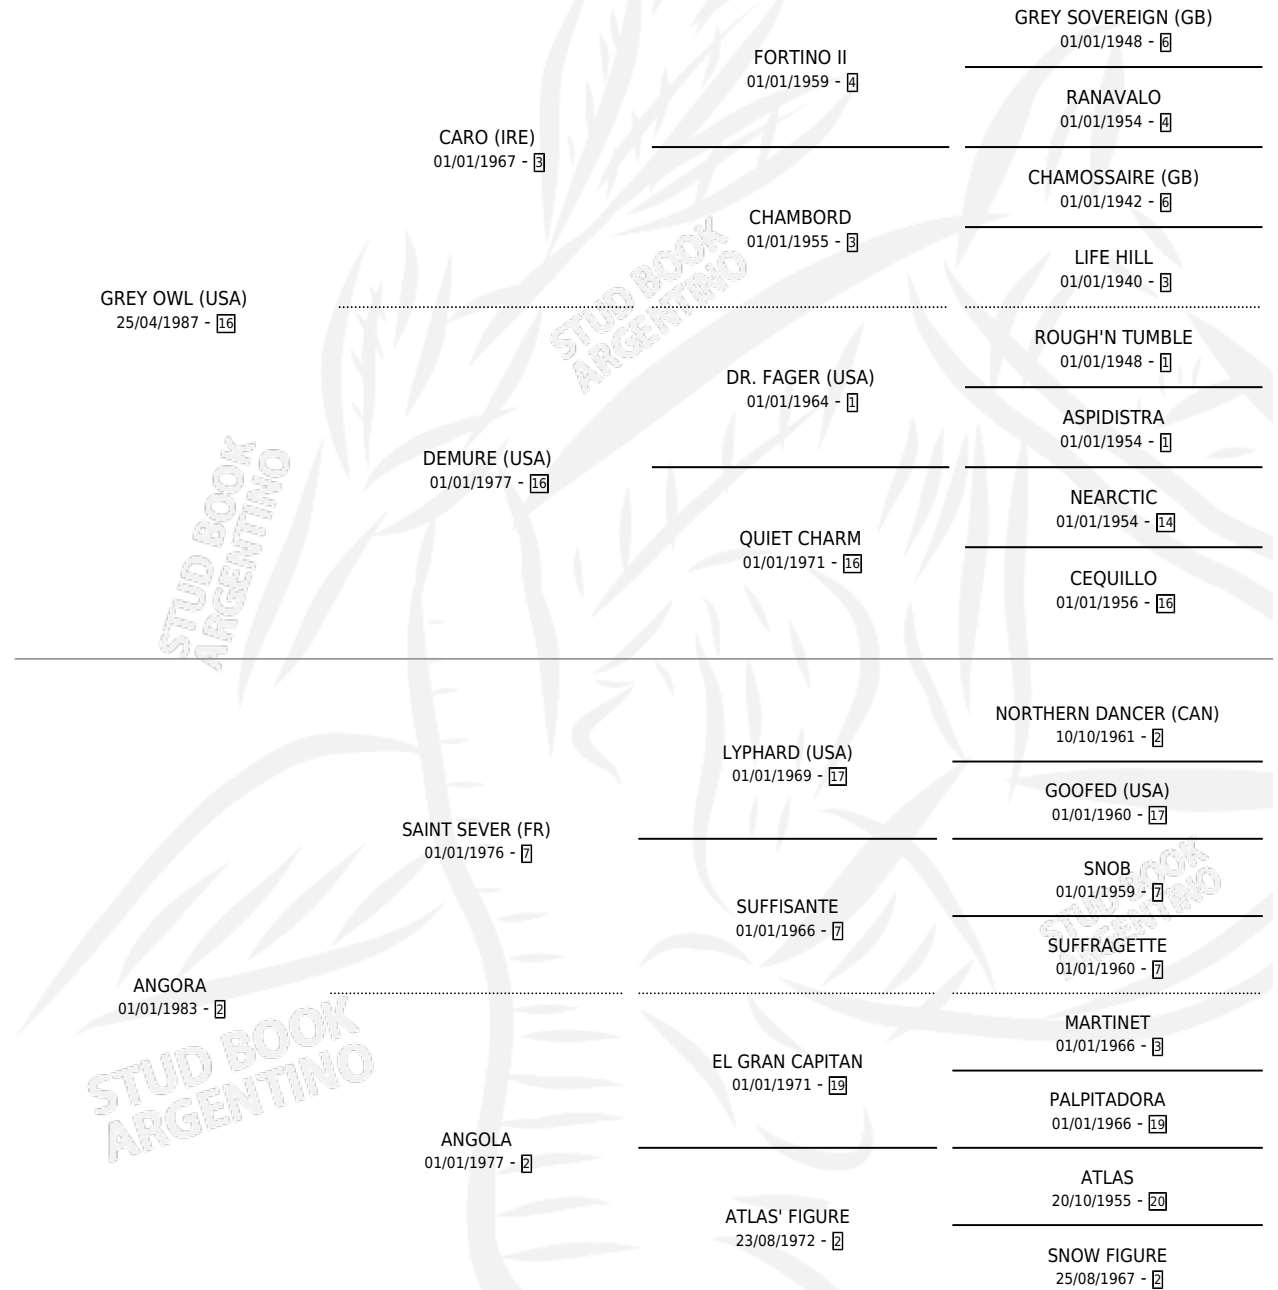 GREY SOVEREIGN (GB)
01/01/1948 - 6
FORTINO II
01/01/1959 - 4
RANAVALO
01/01/1954 - 4
CARO (IRE)
01/01/1967 - 3
CHAMOSSAIRE (GB)
01/01/1942 - 6
CHAMBORD
01/01/1955 - 3
LIFE HILL
01/01/1940 - 3
GREY OWL (USA)
25/04/1987 - 16
STUD BOOK
ARGENTINO
ROUGH'N TUMBLE
01/01/1948 - 1
DR. FAGER (USA)
01/01/1964 - 1
ASPIDISTRA
01/01/1954 - 1
DEMURE (USA)
01/01/1977 - 16
NEARCTIC
01/01/1954 - 14
QUIET CHARM
01/01/1971 - 16
CEQUILLO
01/01/1956 - 16
STUD BOOK
ARGENTINO
NORTHERN DANCER (CAN)
10/10/1961 - 2
LYPHARD (USA)
01/01/1969 - 17
GOOFED (USA)
01/01/1960 - 17
SAINT SEVER (FR)
01/01/1976 - 7
SNOB
01/01/1959 - 7
SUFFISANTE
01/01/1966 - 7
SUFFRAGETTE
01/01/1960 - 7
STUD BOOK
ARGENTINO
ANGORA
01/01/1983 - 2
MARTINET
01/01/1966 - 3
EL GRAN CAPITAN
01/01/1971 - 19
PALPITADORA
01/01/1966 - 19
STUD BOOK
ARGENTINO
ANGOLA
01/01/1977 - 2
ATLAS
20/10/1955 - 20
ATLAS' FIGURE
23/08/1972 - 2
SNOW FIGURE
25/08/1967 - 2